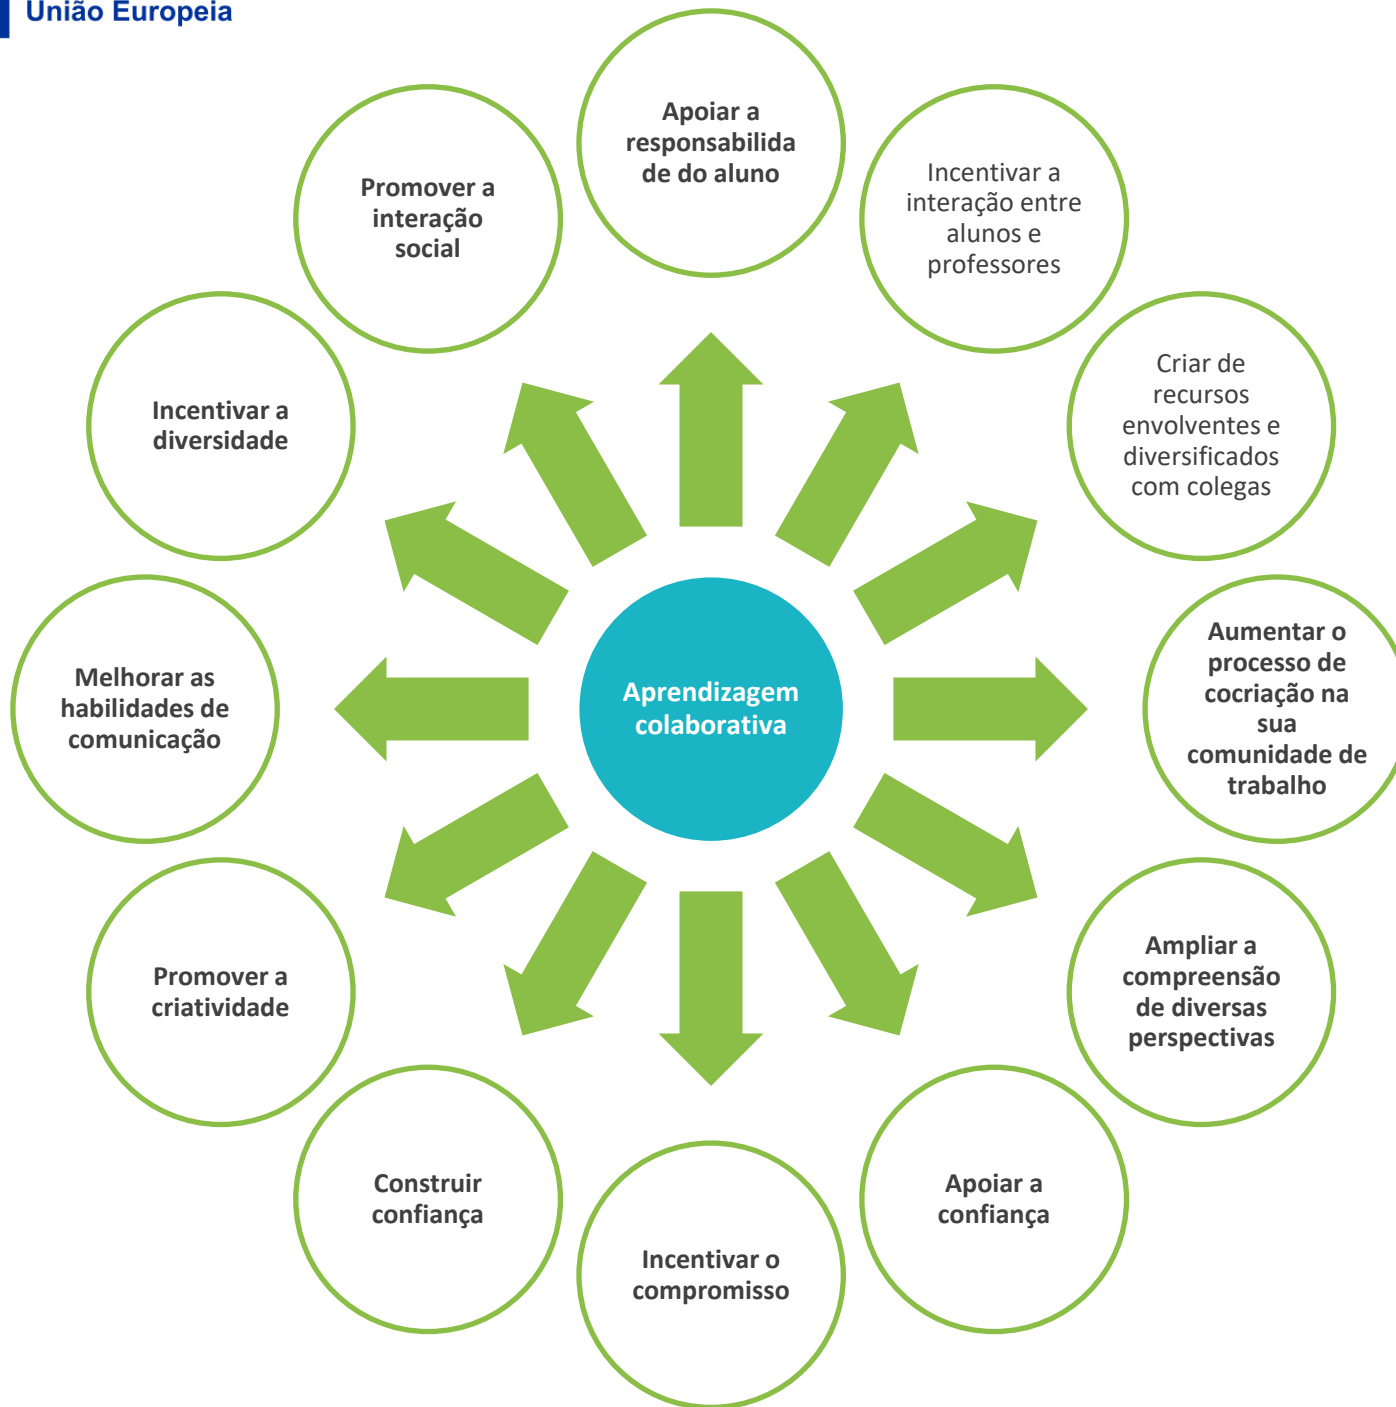 União Europeia
Apoiar a
responsabilida
de do aluno
Incentivar a
interação entre
alunos e
professores
Criar de
recursos
envolventes e
diversificados
com colegas
Aumentar o
processo de
cocriação na
sua
comunidade de
trabalho
Ampliar a
compreensão
de diversas
perspectivas
Apoiar a
confiança
Incentivar o
compromisso
Construir
confiança
Promover a
criatividade
Melhorar as
habilidades de
comunicação
Incentivar a
diversidade
Promover a
interação
social
Aprendizagem
colaborativa